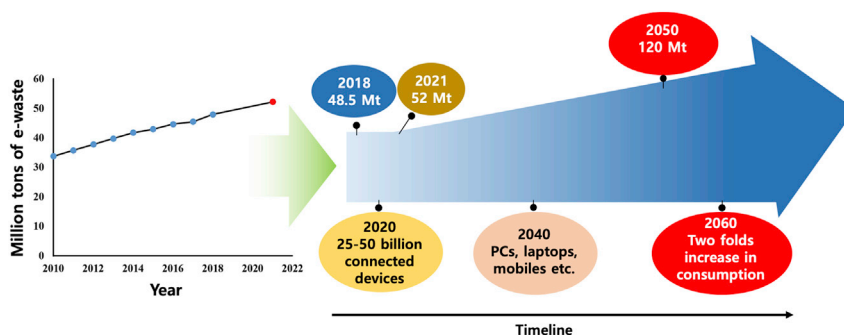 Million tons of e-waste
60
50
40
30
20
10
0
2010
2012
2014
2016
2018
2020
2022
Year
2018
48.5 Mt
2021
52 Mt
2050
120 Mt
2020
25-50 billion
connected
devices
2040
PCs, laptops,
mobiles etc.
2060
Two folds
increase in
consumption
Timeline